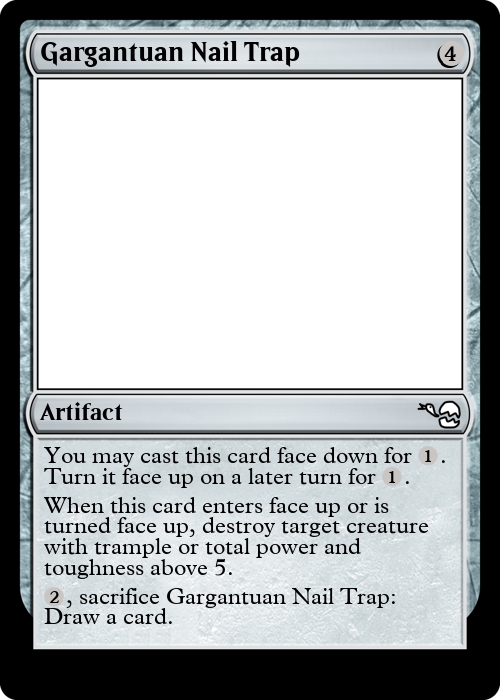 Gargantuan Nail Trap 4
Artifact
You may cast this card face down for 1 .
Turn it face up on a later turn for 1 .
When this card enters face up or is
turned face up, destroy target creature
with trample or total power and
toughness above 5.
2 , sacrifice Gargantuan Nail Trap:
Draw a card.